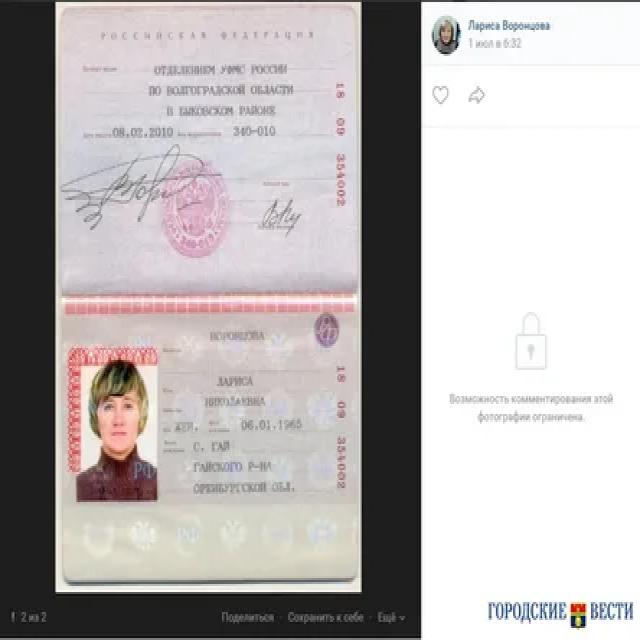 РОССИЙСКАЯ ФЕДЕРАЦИЯ
ОТДЕЛЕНИЕМ УФМС РОССИИ
ПО ВОЛГОГРАДСКОЙ ОБЛАСТИ
В БЫКОВСКОМ РАЙОНЕ
08.02.2010 340-010
18 09 354002
ВОРОНЦОВА
ЛАРИСА
НИКОЛАЕВНА
ЖЕН. 06.01.1965
С. ГАЙ
ГАЙСКОГО Р-НА
ОРЕНБУРГСКОЙ ОБЛ.
18 09 354002
2 из 2
Поделиться · Сохранить к себе · Ещё
Лариса Воронцова
1 июл в 6:32
Возможность комментирования этой
фотографии ограничена.
ГОРОДСКИЕ ВЕСТИ